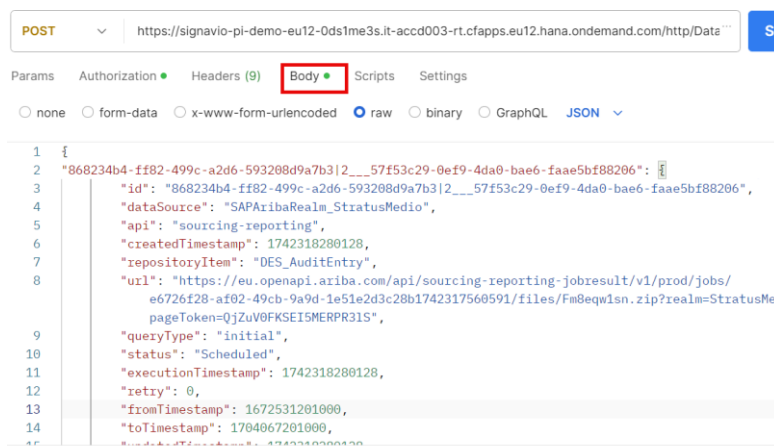 POST https://signavio-pi-demo-eu12-0ds1me3s.it-accd003-rt.cfapps.eu12.hana.ondemand.com/http/Data ... S
Params Authorization Headers (9) Body Scripts Settings
none form-data x-www-form-urlencoded raw binary GraphQL JSON
1 {
2 "868234b4-ff82-499c-a2d6-593208d9a7b3|2___57f53c29-0ef9-4da0-bae6-faae5bf88206": {
3 "id": "868234b4-ff82-499c-a2d6-593208d9a7b3|2___57f53c29-0ef9-4da0-bae6-faae5bf88206",
4 "dataSource": "SAPAribaRealm_StratusMedio",
5 "api": "sourcing-reporting",
6 "createdTimestamp": 1742318280128,
7 "repositoryItem": "DES_AuditEntry",
8 "url": "https://eu.openapi.ariba.com/api/sourcing-reporting-jobresult/v1/prod/jobs/
e6726f28-af02-49cb-9a9d-1e51e2d3c28b1742317560591/files/Fm8eqw1sn.zip?realm=StratusMe
pageToken=QjZuV0FKSEI5MERPR3lS",
9 "queryType": "initial",
10 "status": "Scheduled",
11 "executionTimestamp": 1742318280128,
12 "retry": 0,
13 "fromTimestamp": 1672531201000,
14 "toTimestamp": 1704067201000,